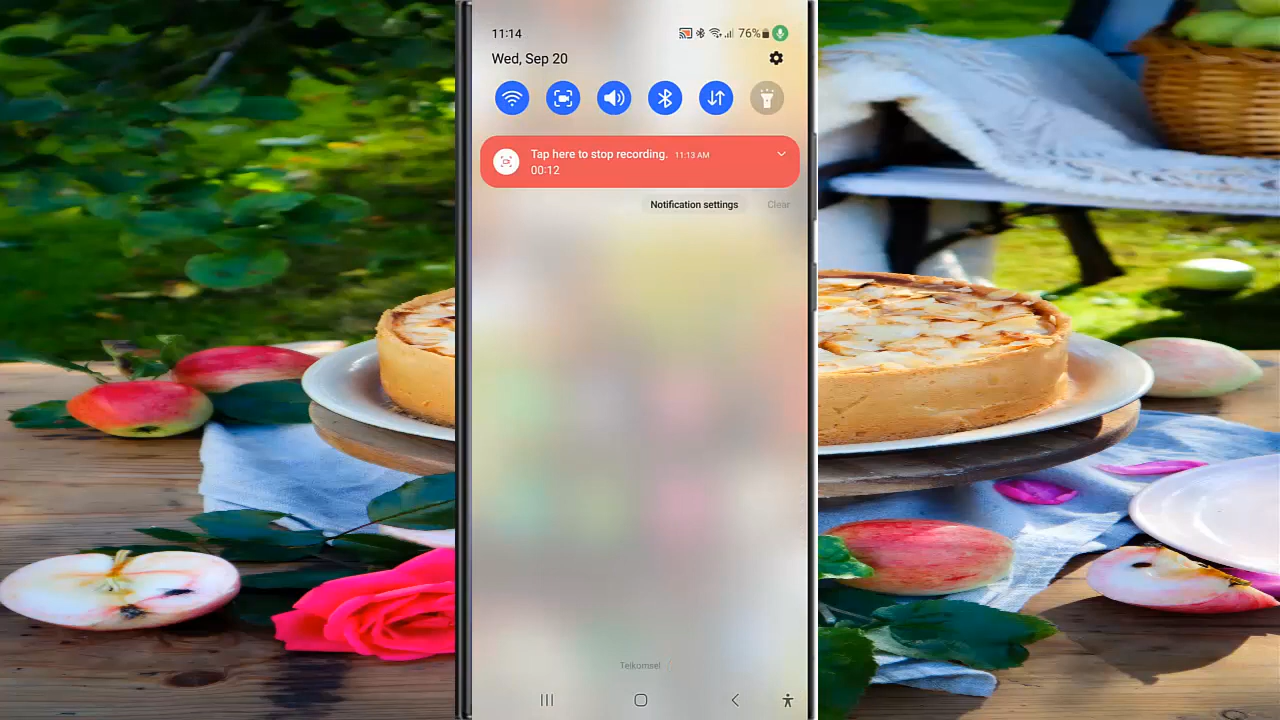 11:14
76%
Wed, Sep 20
Tap here to stop recording. 11:13 AM
00:12
Notification settings
Clear
Telkomsel